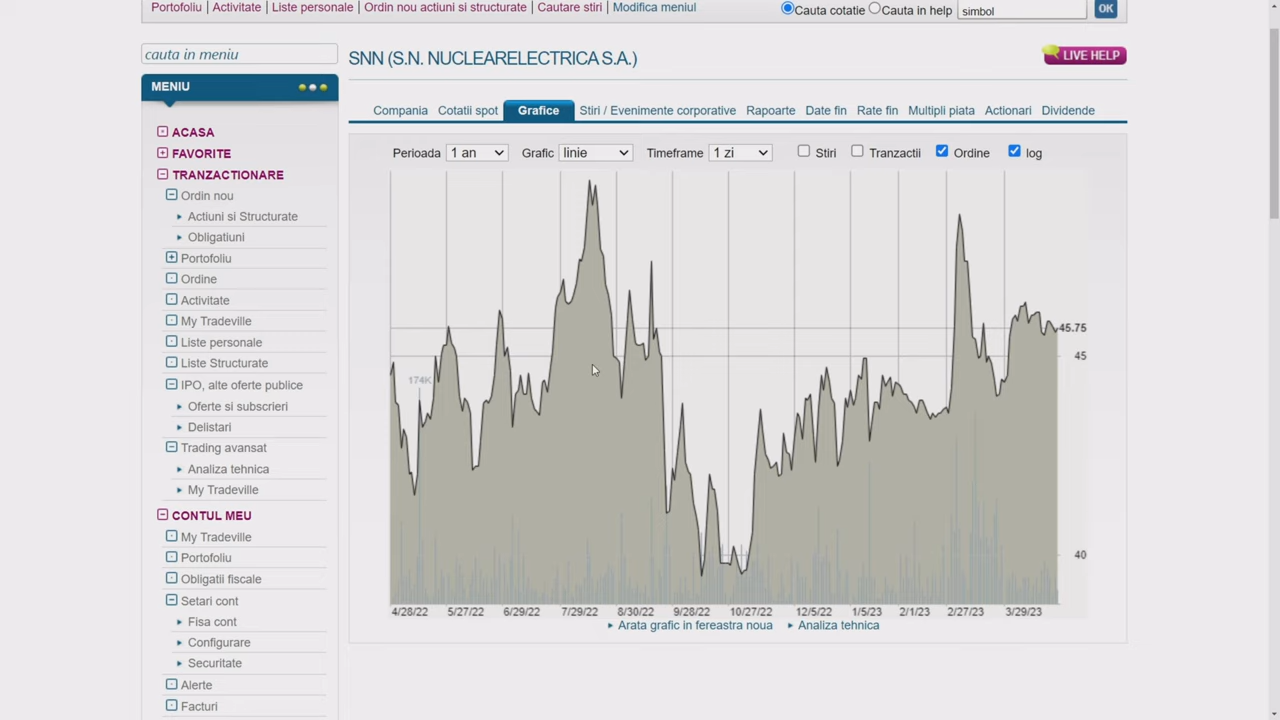 Portofoliu | Activitate | Liste personale | Ordin nou actiuni si structurate | Cautare stiri | Modifica meniul
Cauta cotatie Cauta in help simbol OK
cauta in meniu
SNN (S.N. NUCLEARELECTRICA S.A.)
LIVE HELP
MENIU
Compania Cotatii spot Grafice Stiri / Evenimente corporative Rapoarte Date fin Rate fin Multipli piata Actionari Dividende
Perioada 1 an Grafic linie Timeframe 1 zi Stiri Tranzactii Ordine log
ACASA
FAVORITE
TRANZACTIONARE
Ordin nou
Actiuni si Structurate
Obligatiuni
Portofoliu
Ordine
Activitate
My Tradeville
Liste personale
Liste Structurate
IPO, alte oferte publice
Oferte si subscrieri
Delistari
Trading avansat
Analiza tehnica
My Tradeville
CONTUL MEU
My Tradeville
Portofoliu
Obligatii fiscale
Setari cont
Fisa cont
Configurare
Securitate
Alerte
Facturi
174K
45.75
45
40
4/28/22 5/27/22 6/29/22 7/29/22 8/30/22 9/28/22 10/27/22 12/5/22 1/5/23 2/1/23 2/27/23 3/29/23
Arata grafic in fereastra noua Analiza tehnica